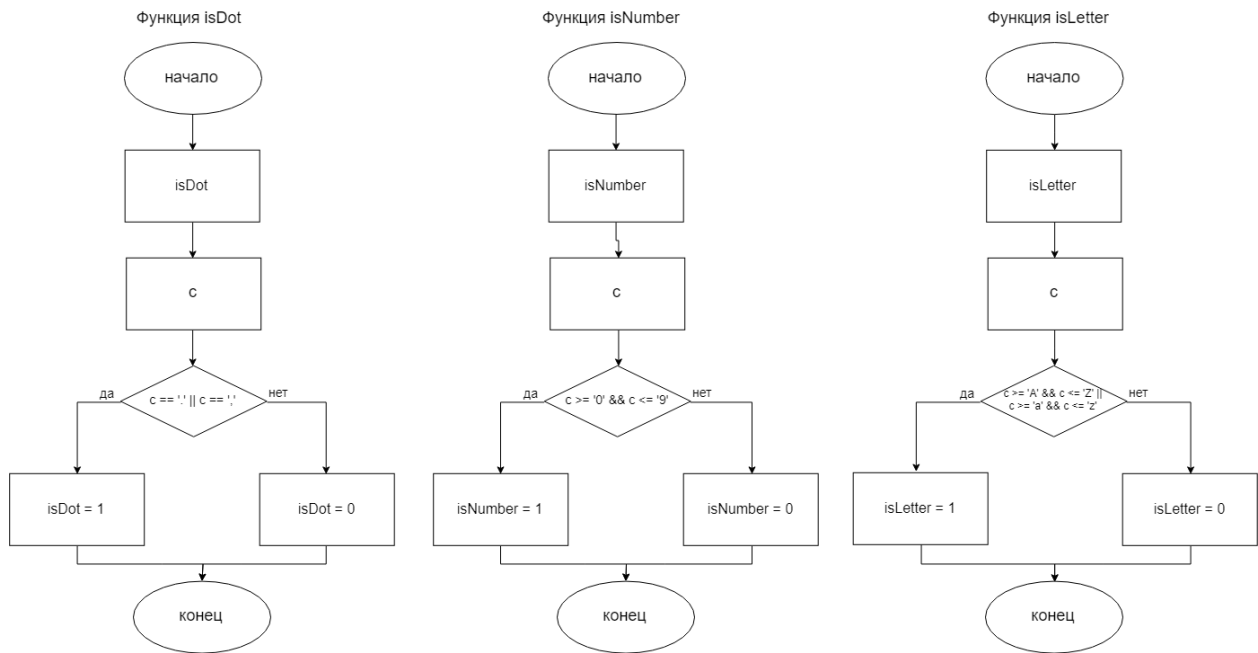 Функция isDot
начало
isDot
c
c == '.' || c == ','
да
нет
isDot = 1
isDot = 0
конец
Функция isNumber
начало
isNumber
c
c >= '0' && c <= '9'
да
нет
isNumber = 1
isNumber = 0
конец
Функция isLetter
начало
isLetter
c
c >= 'A' && c <= 'Z' ||
c >= 'a' && c <= 'z'
да
нет
isLetter = 1
isLetter = 0
конец